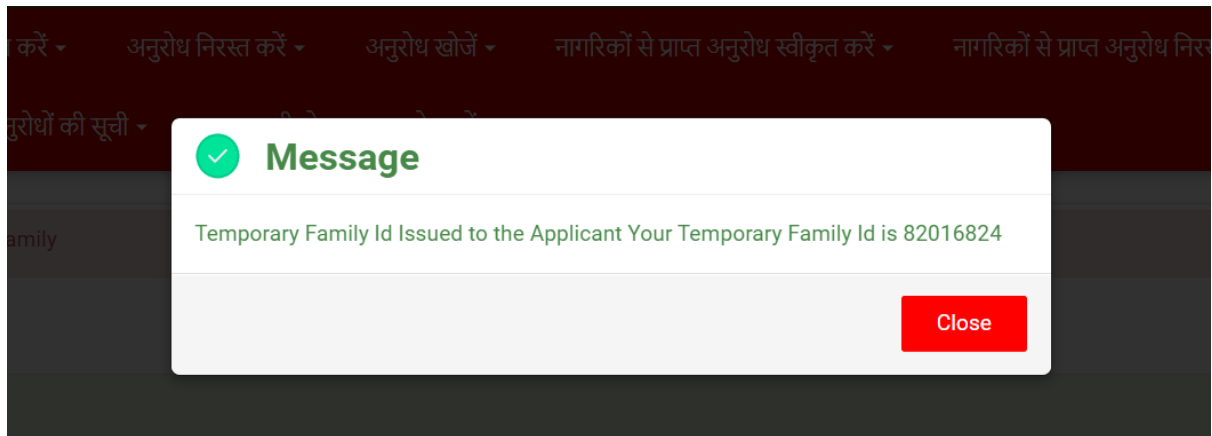 करें
अनुरोध निरस्त करें
अनुरोध खोजें
नागरिकों से प्राप्त अनुरोध स्वीकृत करें
नागरिकों से प्राप्त अनुरोध
की सूची
Message
amily
Temporary Family Id Issued to the Applicant Your Temporary Family Id is 82016824
Close